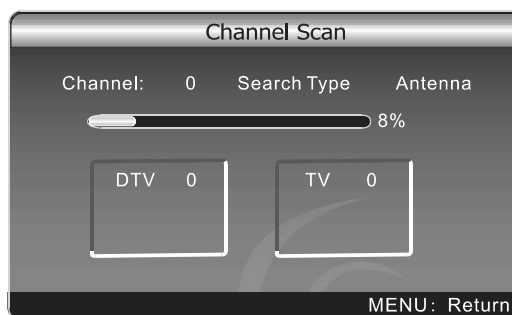 Channel Scan
Channel: 0 Search Type Antenna
8%
DTV 0 TV 0
MENU: Return